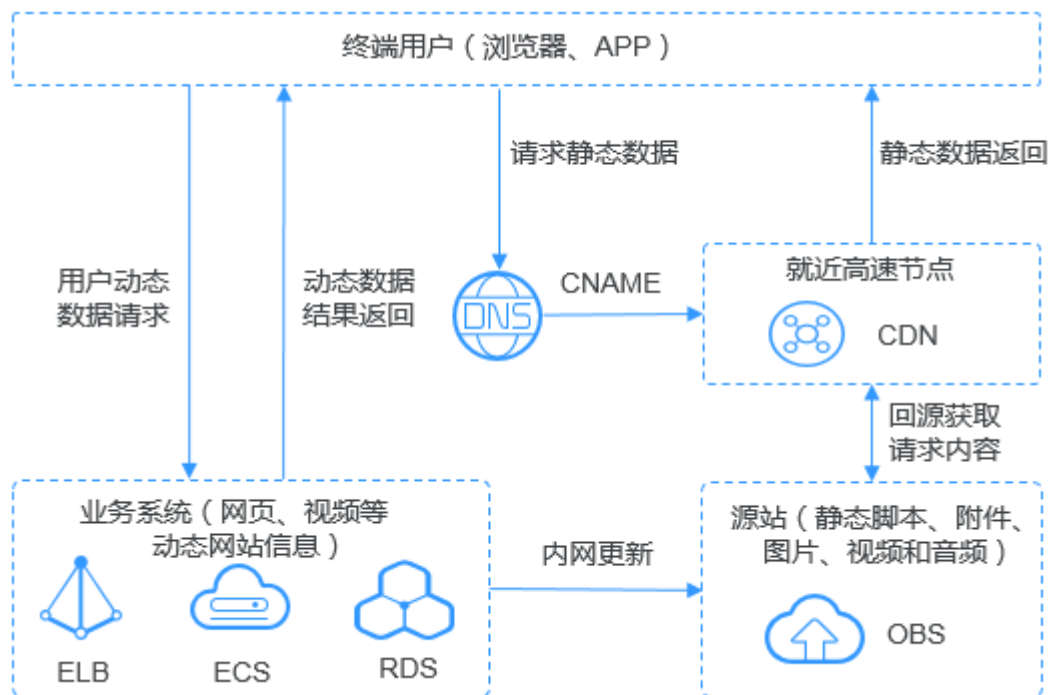 终端用户（浏览器、APP）
请求静态数据
静态数据返回
用户动态
数据请求
动态数据
结果返回
DNS
CNAME
就近高速节点
CDN
回源获取
请求内容
业务系统（网页、视频等
动态网站信息）
ELB
ECS
RDS
内网更新
源站（静态脚本、附件、
图片、视频和音频）
OBS